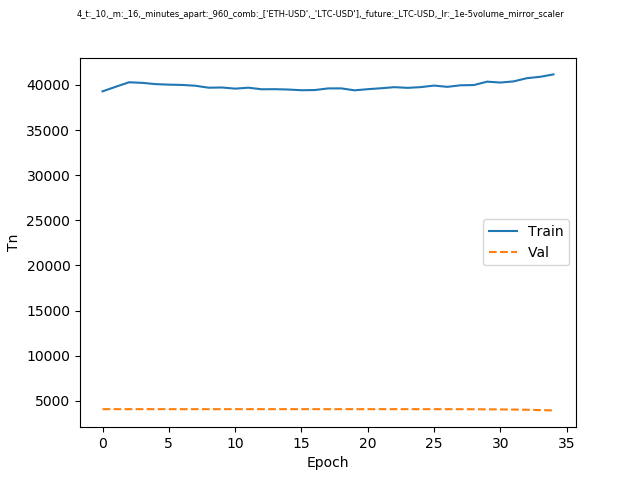 4_t:_10,_m:_16,_minutes_apart:_960_comb:_['ETH-USD',_'LTC-USD'],_future:_LTC-USD,_lr:_1e-5volume_mirror_scaler
40000
35000
30000
25000
20000
15000
10000
5000
Tn
Train
Val
0 5 10 15 20 25 30 35
Epoch